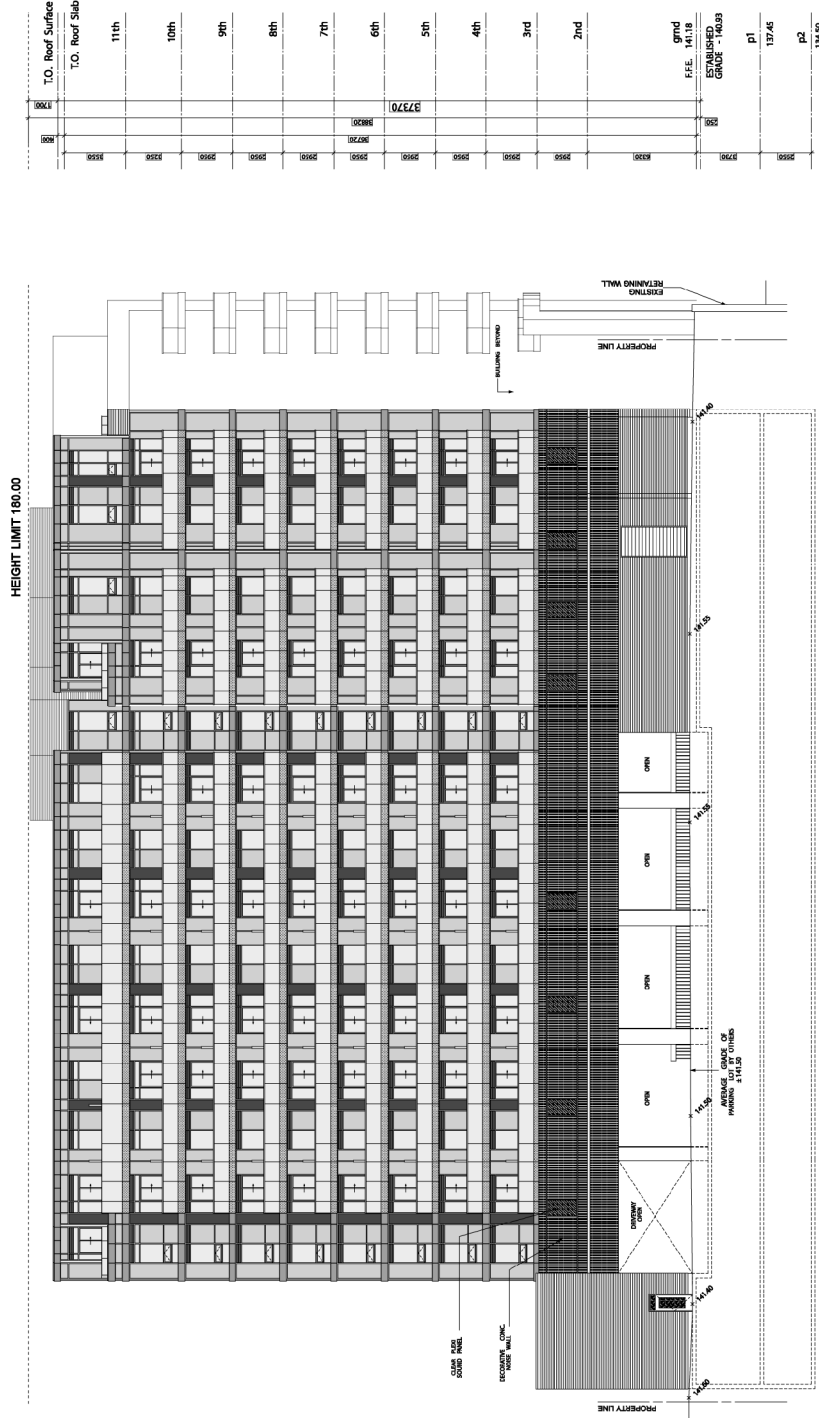 HEIGHT LIMIT 180.00
T.O. Roof Surface
T.O. Roof Slab
11th
10th
9th
8th
7th
6th
5th
4th
3rd
2nd
grnd
F.F.E. 141.18
ESTABLISHED
GRADE - 140.93
p1
137.45
p2
134.50
1700
37370
38820
250
600
36720
3550
3250
2950
2950
2950
2950
2950
2950
2950
2950
6320
3730
2550
EXISTING
RETAINING WALL
PROPERTY LINE
BUILDING BEYOND
141.40
141.55
OPEN
141.55
OPEN
OPEN
OPEN
AVERAGE GRADE OF
PARKING LOT BY OTHERS
± 141.50
141.50
DRIVEWAY
OPEN
CLEAR PLEXI
SOUND PANEL
DECORATIVE CONC.
NOISE WALL
141.40
141.60
PROPERTY LINE